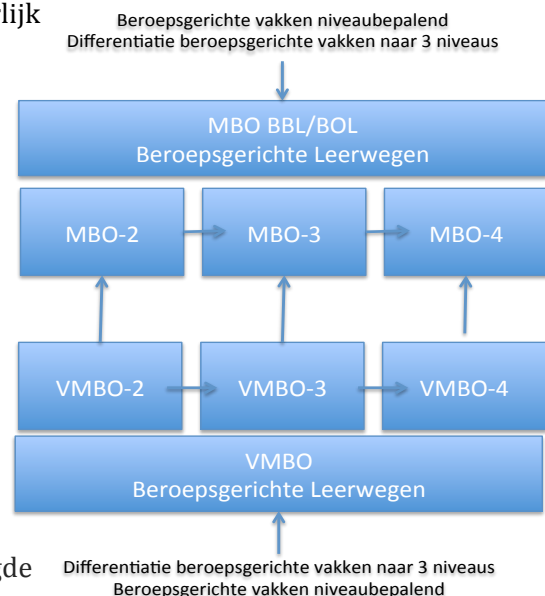 rlijk
Beroepsgerichte vakken niveaubepalend
Differentiatie beroepsgerichte vakken naar 3 niveaus
MBO BBL/BOL
Beroepsgerichte Leerwegen
MBO-2
MBO-3
MBO-4
VMBO-2
VMBO-3
VMBO-4
VMBO
Beroepsgerichte Leerwegen
gde
Differentiatie beroepsgerichte vakken naar 3 niveaus
Beroepsgerichte vakken niveaubepalend